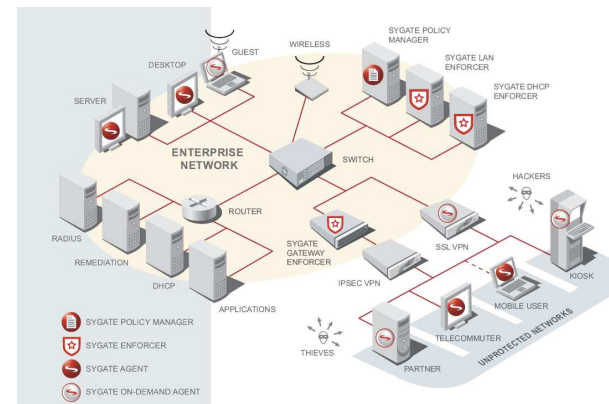 GUEST
WIRELESS
SYGATE POLICY
MANAGER
DESKTOP
SYGATE LAN
ENFORCER
SYGATE DHCP
ENFORCER
SERVER
ENTERPRISE
NETWORK
SWITCH
HACKERS
ROUTER
RADIUS
SYGATE
GATEWAY
ENFORCER
SSL VPN
REMEDIATION
KIOSK
DHCP
IPSEC VPN
APPLICATIONS
MOBILE USER
SYGATE POLICY MANAGER
TELECOMMUTER
UNPROTECTED NETWORKS
SYGATE ENFORCER
THIEVES
PARTNER
SYGATE AGENT
SYGATE ON-DEMAND AGENT